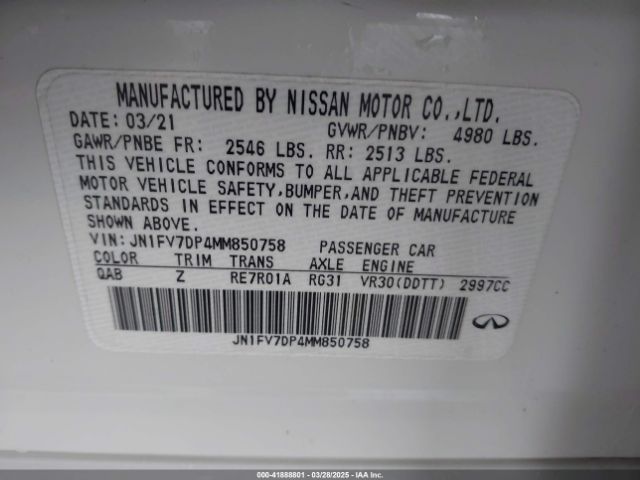 MANUFACTURED BY NISSAN MOTOR CO.,LTD.
DATE: 03/21 GVWR/PNBV: 4980 LBS.
GAWR/PNBE FR: 2546 LBS. RR: 2513 LBS.
THIS VEHICLE CONFORMS TO ALL APPLICABLE FEDERAL
MOTOR VEHICLE SAFETY,BUMPER,AND THEFT PREVENTION
STANDARDS IN EFFECT ON THE DATE OF MANUFACTURE
SHOWN ABOVE.
VIN: JN1FV7DP4MM850758 PASSENGER CAR
COLOR TRIM TRANS AXLE ENGINE
QAB Z RE7R01A RG31 VR30(DDTT) 2997CC
JN1FV7DP4MM850758
000-41888801 | 03/28/2025 - IAA Inc.